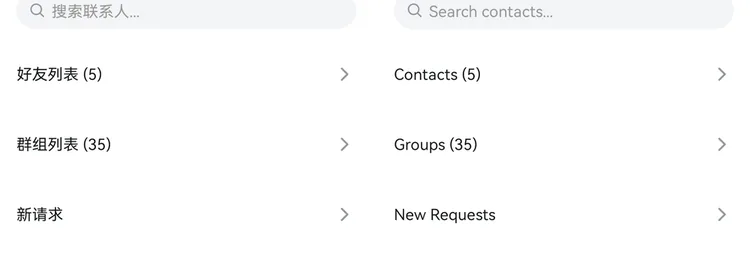 搜索联系人...
好友列表 (5)
群组列表 (35)
新请求
Search contacts...
Contacts (5)
Groups (35)
New Requests